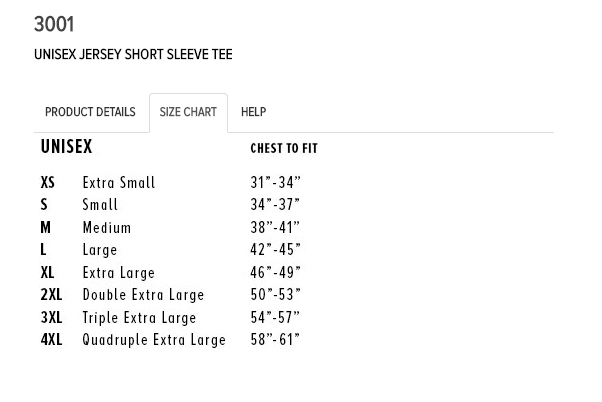 3001
UNISEX JERSEY SHORT SLEEVE TEE
PRODUCT DETAILS SIZE CHART HELP
UNISEX CHEST TO FIT
XS Extra Small 31”-34”
S Small 34”-37”
M Medium 38”-41”
L Large 42”-45”
XL Extra Large 46”-49”
2XL Double Extra Large 50”-53”
3XL Triple Extra Large 54”-57”
4XL Quadruple Extra Large 58”-61”